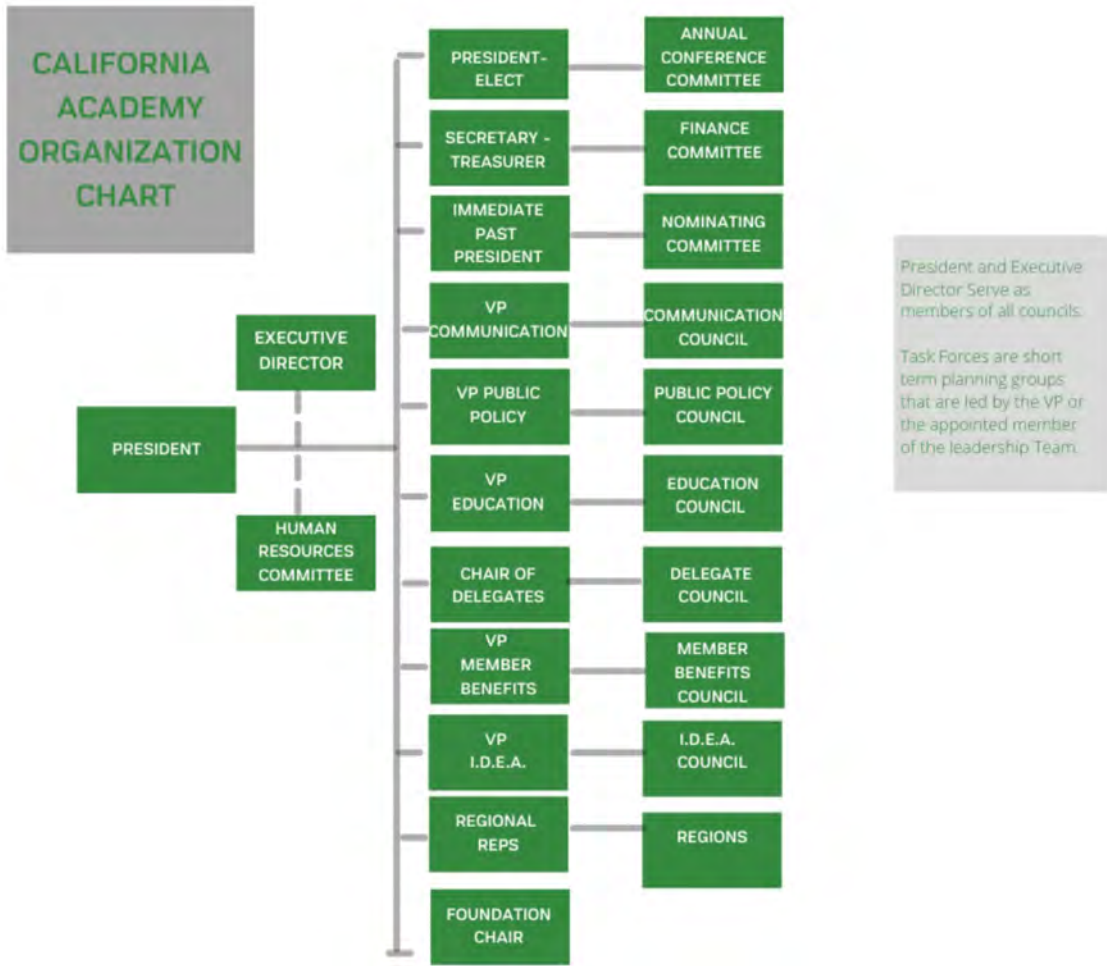 CALIFORNIA
ACADEMY
ORGANIZATION
CHART
PRESIDENT-
ELECT
ANNUAL
CONFERENCE
COMMITTEE
SECRETARY -
TREASURER
FINANCE
COMMITTEE
IMMEDIATE
PAST
PRESIDENT
NOMINATING
COMMITTEE
VP
COMMUNICATION
COMMUNICATION
COUNCIL
VP PUBLIC
POLICY
PUBLIC POLICY
COUNCIL
VP
EDUCATION
EDUCATION
COUNCIL
CHAIR OF
DELEGATES
DELEGATE
COUNCIL
VP
MEMBER
BENEFITS
MEMBER
BENEFITS
COUNCIL
VP
I.D.E.A.
I.D.E.A.
COUNCIL
REGIONAL
REPS
REGIONS
FOUNDATION
CHAIR
EXECUTIVE
DIRECTOR
PRESIDENT
HUMAN
RESOURCES
COMMITTEE
President and Executive
Director Serve as
members of all councils.
Task Forces are short
term planning groups
that are led by the VP or
the appointed member
of the leadership Team.